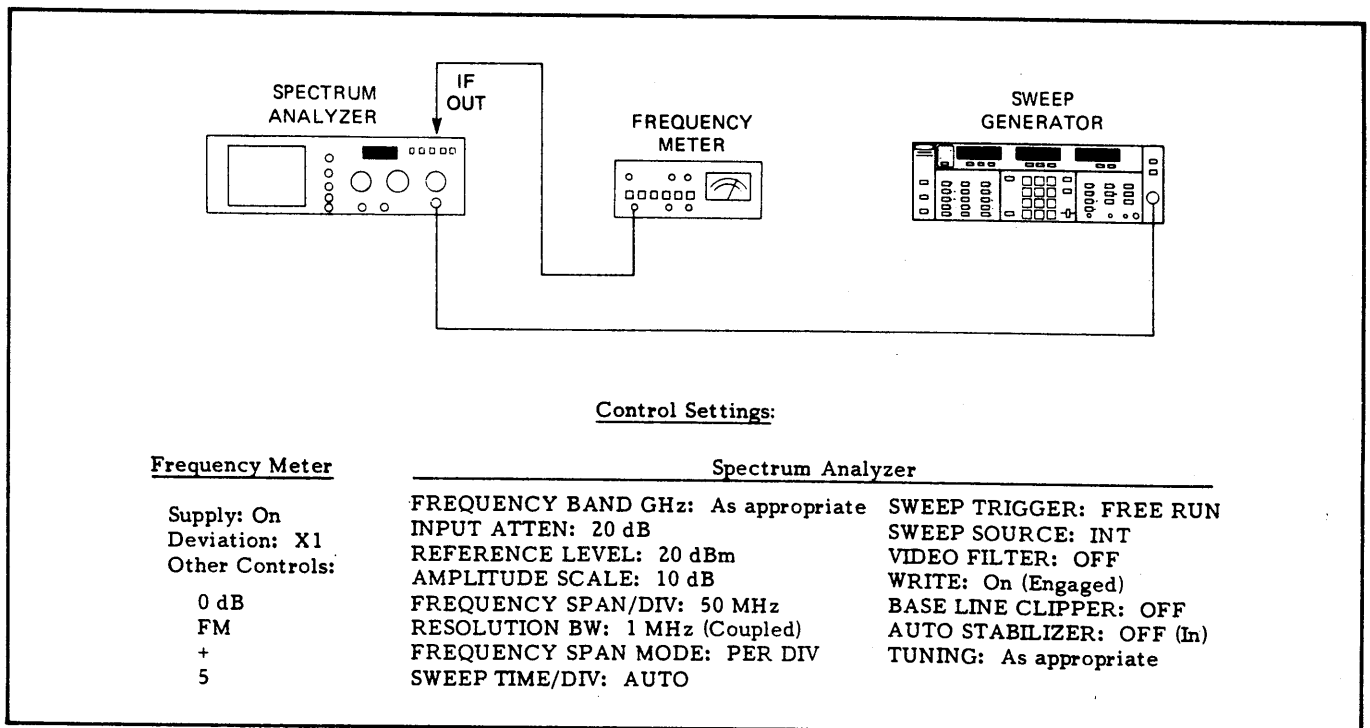 SPECTRUM
ANALYZER
IF
OUT
FREQUENCY
METER
SWEEP
GENERATOR
Control Settings:
Frequency Meter
Supply: On
Deviation: X1
Other Controls:
0 dB
FM
+
5
Spectrum Analyzer
FREQUENCY BAND GHz: As appropriate
INPUT ATTEN: 20 dB
REFERENCE LEVEL: 20 dBm
AMPLITUDE SCALE: 10 dB
FREQUENCY SPAN/DIV: 50 MHz
RESOLUTION BW: 1 MHz (Coupled)
FREQUENCY SPAN MODE: PER DIV
SWEEP TIME/DIV: AUTO
SWEEP TRIGGER: FREE RUN
SWEEP SOURCE: INT
VIDEO FILTER: OFF
WRITE: On (Engaged)
BASE LINE CLIPPER: OFF
AUTO STABILIZER: OFF (In)
TUNING: As appropriate